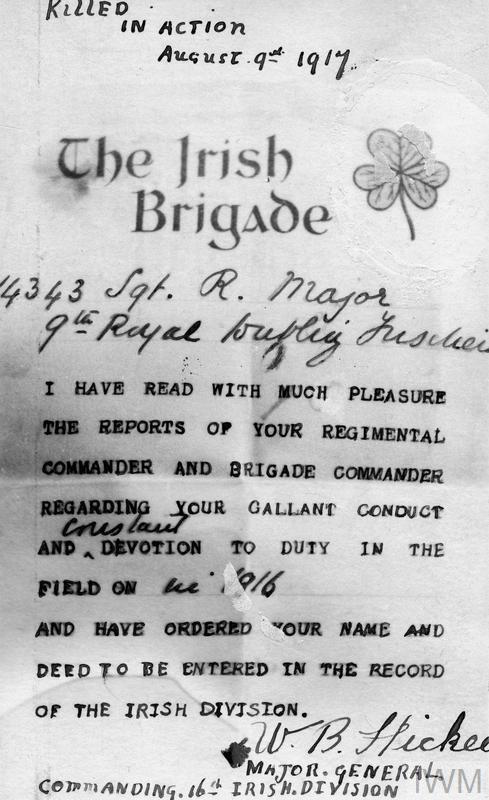 KILLED
IN ACTION
AUGUST. 9th 1917.
The Irish
Brigade
14343 Sgt. R. Major
9th Royal Dublin Fusilei
I HAVE READ WITH MUCH PLEASURE
THE REPORTS OF YOUR REGIMENTAL
COMMANDER AND BRIGADE COMMANDER
REGARDING YOUR GALLANT CONDUCT
constant
AND ^ DEVOTION TO DUTY IN THE
FIELD ON in 1916
AND HAVE ORDERED YOUR NAME AND
DEED TO BE ENTERED IN THE RECORD
OF THE IRISH DIVISION.
W. B. Hickie
MAJOR. GENERAL.
COMMANDING. 16th IRISH. DIVISION
IWM